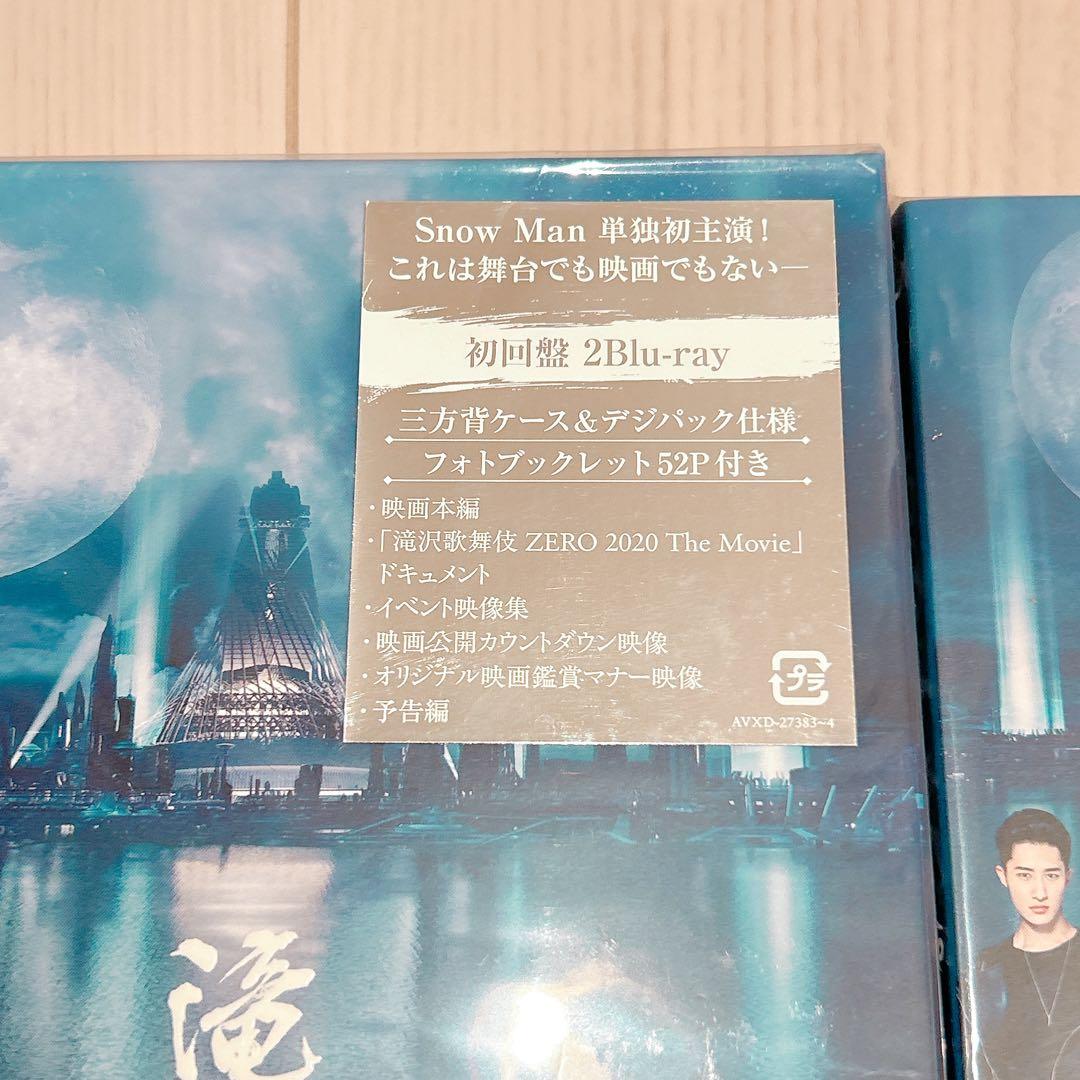 Snow Man 単独初主演!
これは舞台でも映画でもない―
初回盤 2Blu-ray
三方背ケース&デジパック仕様
フォトブックレット52P付き
・映画本編
・「滝沢歌舞伎 ZERO 2020 The Movie」
ドキュメント
・イベント映像集
・映画公開カウントダウン映像
・オリジナル映画鑑賞マナー映像
・予告編
プラ
AVXD-27383~4
滝